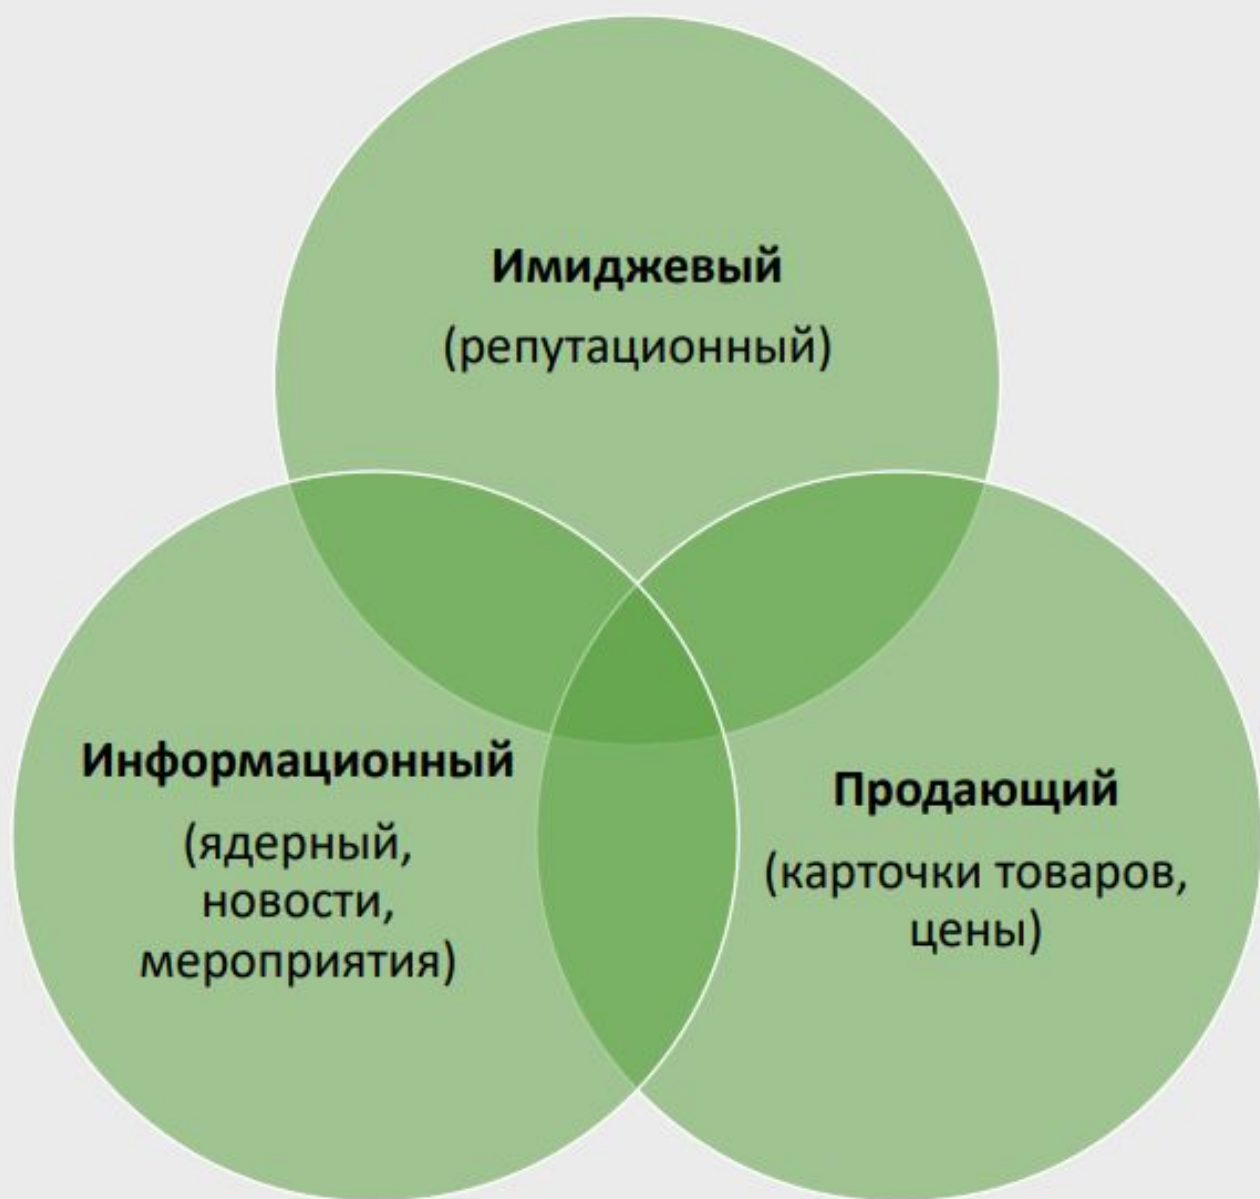 Имиджевый
(репутационный)
Информационный
(ядерный,
новости,
мероприятия)
Продающий
(карточки товаров,
цены)